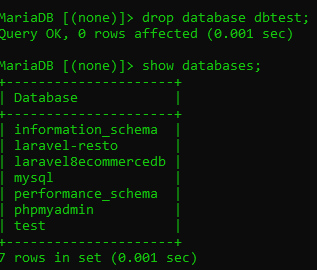 MariaDB [(none)]> drop database dbtest;
Query OK, 0 rows affected (0.001 sec)
MariaDB [(none)]> show databases;
+--------------------+
| Database           |
+--------------------+
| information_schema |
| laravel-resto      |
| laravel8ecommercedb |
| mysql              |
| performance_schema |
| phpmyadmin         |
| test               |
+--------------------+
7 rows in set (0.001 sec)